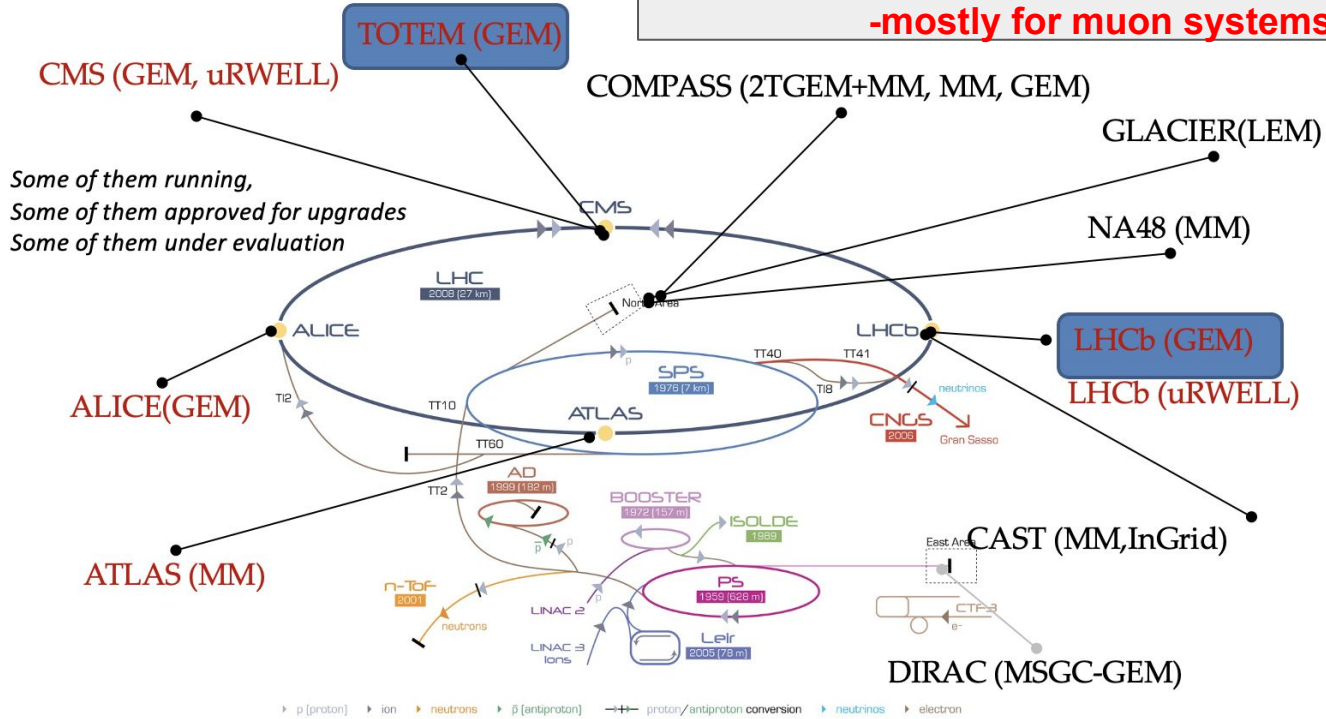 -mostly for muon systems
TOTEM (GEM)
CMS (GEM, uRWELL)
COMPASS (2TGEM+MM, MM, GEM)
GLACIER(LEM)
Some of them running,
Some of them approved for upgrades
Some of them under evaluation
NA48 (MM)
CMS
LHC
2008 (27 km)
North Area
ALICE
LHCb
LHCb (GEM)
LHCb (uRWELL)
TT40
TT41
SPS
1976 (7 km)
p
TI8
neutrinos
ALICE(GEM)
TI2
TT10
ATLAS
CNGS
2006
Gran Sasso
TT60
AD
1999 (182 m)
TT2
BOOSTER
1972 (157 m)
ISOLDE
1989
p
p̄
East Area
CAST (MM,InGrid)
ATLAS (MM)
n-ToF
2001
neutrons
LINAC 2
p
PS
1959 (628 m)
CTF3
e-
LINAC 3
Ions
Leir
2005 (78 m)
DIRAC (MSGC-GEM)
p (proton) ion neutrons p̄ (antiproton) proton/antiproton conversion neutrinos electron